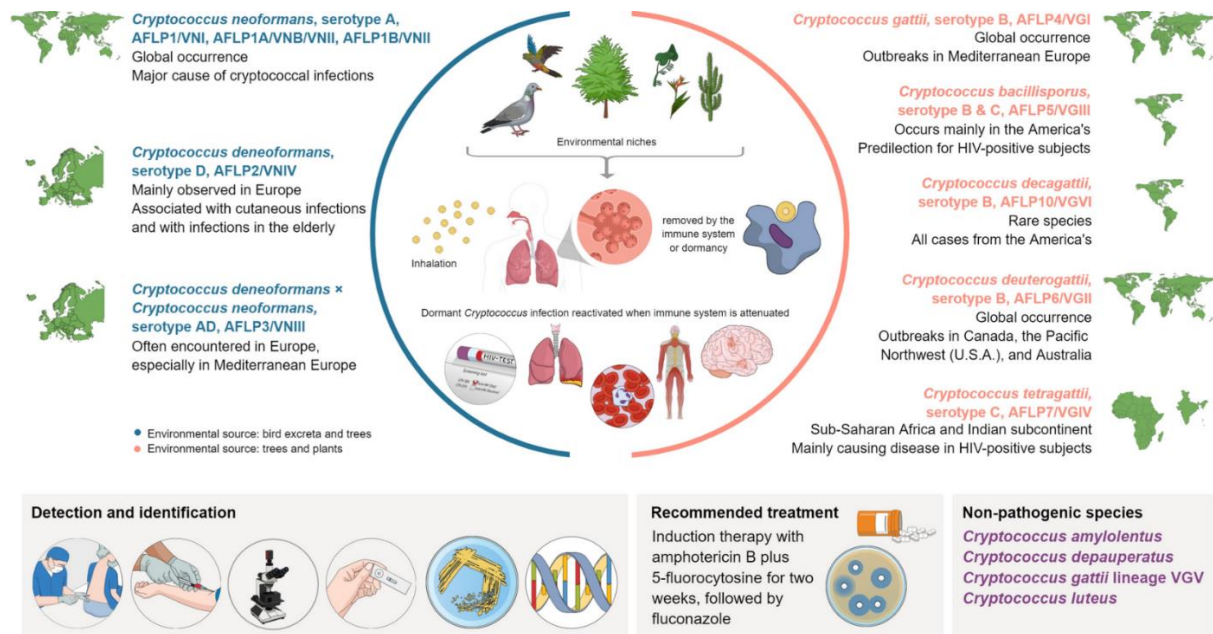 Cryptococcus neoformans, serotype A,
AFLP1/VNI, AFLP1A/VNB/VNII, AFLP1B/VNII
Global occurrence
Major cause of cryptococcal infections
Cryptococcus deneoformans,
serotype D, AFLP2/VNIV
Mainly observed in Europe
Associated with cutaneous infections
and with infections in the elderly
Cryptococcus deneoformans ×
Cryptococcus neoformans,
serotype AD, AFLP3/VNIII
Often encountered in Europe,
especially in Mediterranean Europe
Environmental source: bird excreta and trees
Environmental source: trees and plants
Environmental niches
Inhalation
removed by the
immune system
or dormancy
Dormant Cryptococcus infection reactivated when immune system is attenuated
HIV-TEST
Cryptococcus gattii, serotype B, AFLP4/VGI
Global occurrence
Outbreaks in Mediterranean Europe
Cryptococcus bacillisporus,
serotype B & C, AFLP5/VGIII
Occurs mainly in the America's
Predilection for HIV-positive subjects
Cryptococcus decagattii,
serotype B, AFLP10/VGVI
Rare species
All cases from the America's
Cryptococcus deuterogattii,
serotype B, AFLP6/VGII
Global occurrence
Outbreaks in Canada, the Pacific
Northwest (U.S.A.), and Australia
Cryptococcus tetragattii,
serotype C, AFLP7/VGIV
Sub-Saharan Africa and Indian subcontinent
Mainly causing disease in HIV-positive subjects
Detection and identification
Recommended treatment
Induction therapy with
amphotericin B plus
5-fluorocytosine for two
weeks, followed by
fluconazole
Non-pathogenic species
Cryptococcus amylolentus
Cryptococcus depauperatus
Cryptococcus gattii lineage VGV
Cryptococcus luteus